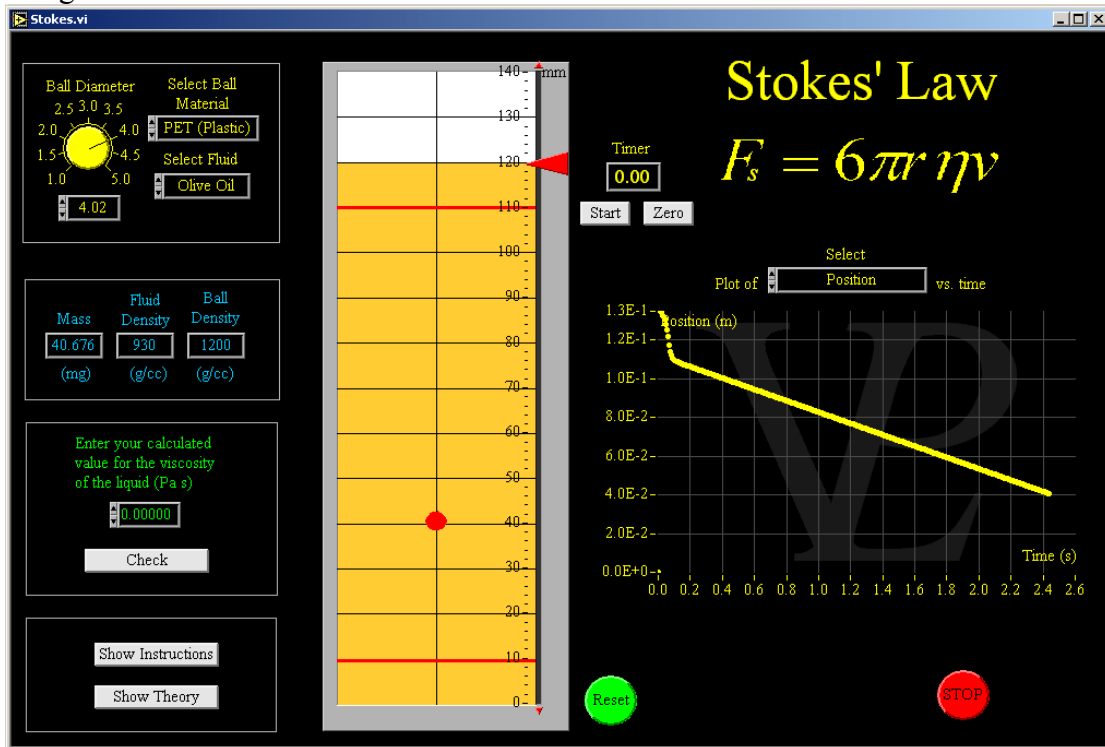 Stokes.vi
Ball Diameter
2.5 3.0 3.5
2.0 4.0
1.5 4.5
1.0 5.0
4.02
Select Ball
Material
PET (Plastic)
Select Fluid
Olive Oil
Mass
40.676
(mg)
Fluid
Density
930
(g/cc)
Ball
Density
1200
(g/cc)
Enter your calculated
value for the viscosity
of the liquid (Pa s)
0.00000
Check
Show Instructions
Show Theory
140 mm
130
120
110
100
90
80
70
60
50
40
30
20
10
0
Timer
0.00
Start Zero
Stokes' Law
Fs = 6πr ηv
Select
Plot of Position vs. time
1.3E-1
Position (m)
1.2E-1
1.0E-1
8.0E-2
6.0E-2
4.0E-2
2.0E-2
0.0E+0
Time (s)
0.0 0.2 0.4 0.6 0.8 1.0 1.2 1.4 1.6 1.8 2.0 2.2 2.4 2.6
VPL
Reset
STOP